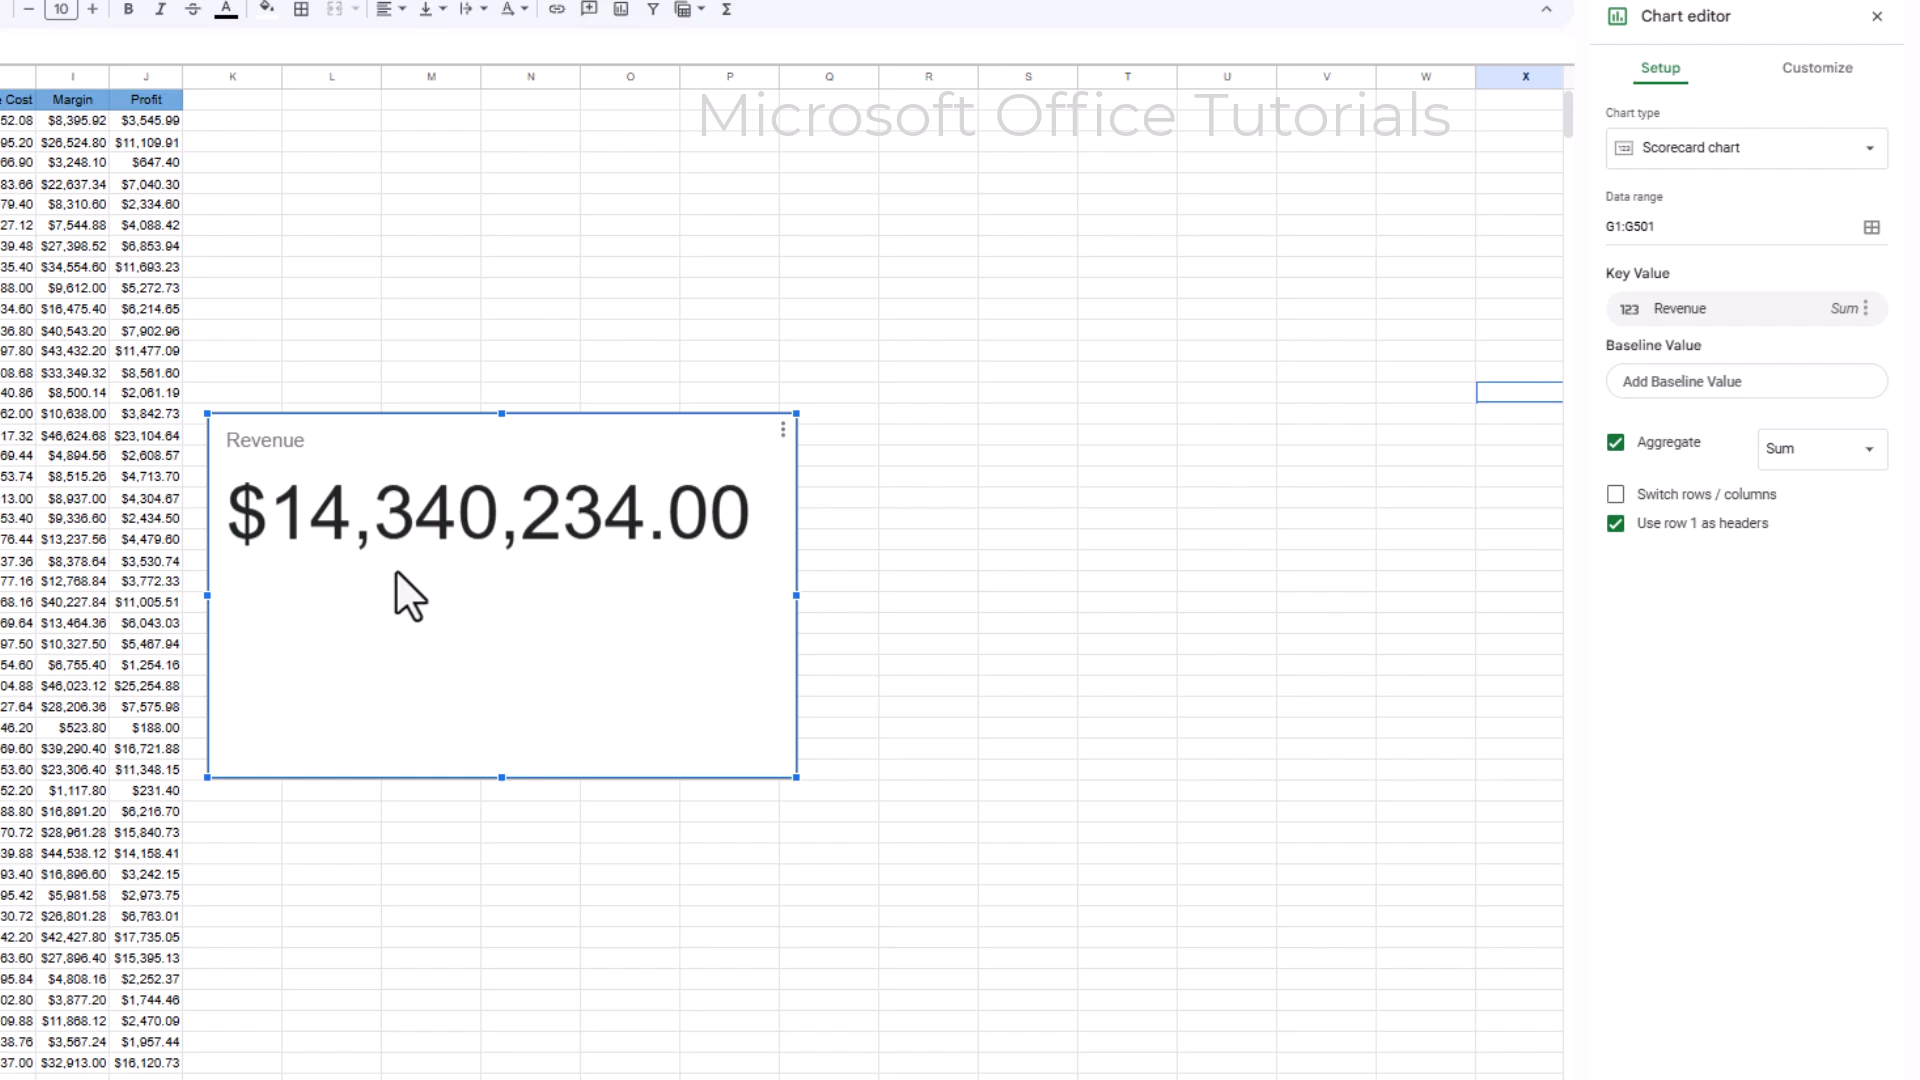 10 B I S A A Σ
Chart editor
Setup Customize
I J K L M N O P Q R S T U V W X
Cost Margin Profit
Microsoft Office Tutorials
52.08 $8,395.92 $3,545.99
95.20 $26,524.80 $11,109.91
66.90 $3,248.10 $647.40
83.66 $22,637.34 $7,040.30
79.40 $8,310.60 $2,334.60
27.12 $7,544.88 $4,088.42
39.48 $27,398.52 $6,853.94
35.40 $34,554.60 $11,693.23
88.00 $9,612.00 $5,272.73
34.60 $16,475.40 $6,214.65
36.80 $40,543.20 $7,902.96
97.80 $43,432.20 $11,477.09
08.68 $33,349.32 $8,561.60
40.86 $8,500.14 $2,061.19
62.00 $10,638.00 $3,842.73
17.32 $46,624.68 $23,104.64
69.44 $4,894.56 $2,608.57
53.74 $8,515.26 $4,713.70
13.00 $8,937.00 $4,304.67
53.40 $9,336.60 $2,434.50
76.44 $13,237.56 $4,479.60
37.36 $8,378.64 $3,530.74
77.16 $12,768.84 $3,772.33
68.16 $40,227.84 $11,005.51
69.64 $13,464.36 $6,043.03
97.50 $10,327.50 $5,467.94
54.60 $6,755.40 $1,254.16
04.88 $46,023.12 $25,254.88
27.64 $28,206.36 $7,575.98
46.20 $523.80 $188.00
69.60 $39,290.40 $16,721.88
53.60 $23,306.40 $11,348.15
52.20 $1,117.80 $231.40
88.80 $16,891.20 $6,216.70
70.72 $28,961.28 $15,840.73
39.88 $44,538.12 $14,158.41
93.40 $16,896.60 $3,242.15
95.42 $5,981.58 $2,973.75
30.72 $26,801.28 $6,763.01
42.20 $42,427.80 $17,735.05
63.60 $27,896.40 $15,395.13
95.84 $4,808.16 $2,252.37
02.80 $3,877.20 $1,744.46
09.88 $11,868.12 $2,470.09
38.76 $3,567.24 $1,957.44
37.00 $32,913.00 $16,120.73
Revenue
$14,340,234.00
Chart type
123 Scorecard chart
Data range
G1:G501
Key Value
123 Revenue Sum
Baseline Value
Add Baseline Value
Aggregate Sum
Switch rows / columns
Use row 1 as headers